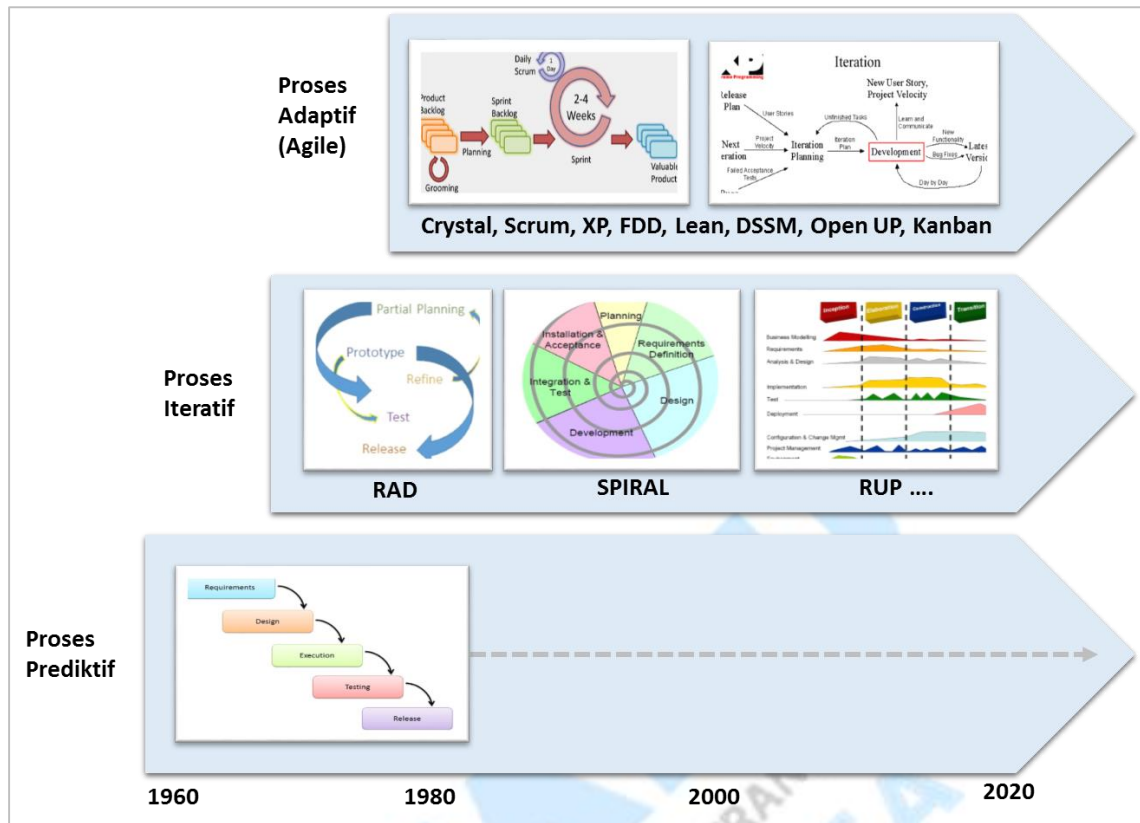 Proses
Adaptif
(Agile)
Daily
Scrum
1
Day
Product
Backlog
Sprint
Backlog
2-4
Weeks
Planning
Sprint
Valuable
Product
Grooming
Iteration
New User Story,
Project Velocity
Release
Plan
User Stories
Unfinished Tasks
Learn and
Communicate
New
Functionality
Project
Velocity
Next
Iteration
Planning
Iteration
Plan
Development
Bug Fixes
Failed Acceptance
Tests
Day by Day
Crystal, Scrum, XP, FDD, Lean, DSSM, Open UP, Kanban
Proses
Iteratif
Partial Planning
Prototype
Refine
Test
Release
RAD
Planning
Installation &
Acceptance
Requirements
Definition
Integration &
Test
Design
Development
SPIRAL
Inception
Elaboration
Construction
Transition
Business Modelling
Requirements
Analysis & Design
Implementation
Test
Deployment
Configuration & Change Mgmt
Project Management
RUP ....
Proses
Prediktif
Requirements
Design
Execution
Testing
Release
1960
1980
2000
2020